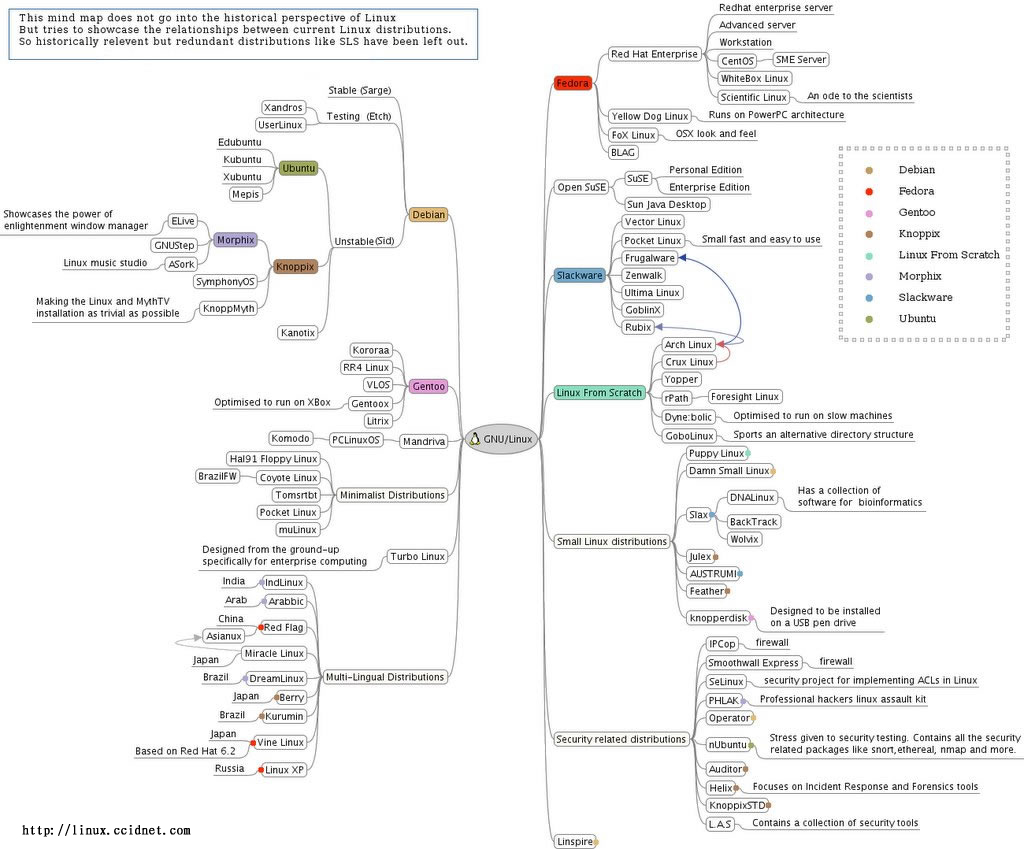 This mind map does not go into the historical perspective of Linux
But tries to showcase the relationships between current Linux distributions.
So historically relevent but redundant distributions like SLS have been left out.
GNU/Linux
Debian
Stable (Sarge)
Testing (Etch)
Xandros
UserLinux
Unstable(Sid)
Ubuntu
Edubuntu
Kubuntu
Xubuntu
Mepis
Knoppix
Morphix
ELive
Showcases the power of
enlightenment window manager
GNUStep
ASork
Linux music studio
SymphonyOS
KnoppMyth
Making the Linux and MythTV
installation as trivial as possible
Kanotix
Gentoo
Kororaa
RR4 Linux
VLOS
Gentoox
Optimised to run on XBox
Litrix
Mandriva
PCLinuxOS
Komodo
Minimalist Distributions
Hal91 Floppy Linux
Coyote Linux
BrazilFW
Tomsrtbt
Pocket Linux
muLinux
Turbo Linux
Designed from the ground-up
specifically for enterprise computing
Multi-Lingual Distributions
IndLinux
India
Arabbic
Arab
Red Flag
China
Asianux
Miracle Linux
Japan
DreamLinux
Brazil
Berry
Japan
Kurumin
Brazil
Vine Linux
Japan
Based on Red Hat 6.2
Linux XP
Russia
Fedora
Red Hat Enterprise
Redhat enterprise server
Advanced server
Workstation
CentOS
SME Server
WhiteBox Linux
Scientific Linux
An ode to the scientists
Yellow Dog Linux
Runs on PowerPC architecture
FoX Linux
OSX look and feel
BLAG
Open SuSE
SuSE
Personal Edition
Enterprise Edition
Sun Java Desktop
Slackware
Vector Linux
Pocket Linux
Small fast and easy to use
Frugalware
Zenwalk
Ultima Linux
GoblinX
Rubix
Linux From Scratch
Arch Linux
Crux Linux
Yopper
rPath
Foresight Linux
Dyne:bolic
Optimised to run on slow machines
GoboLinux
Sports an alternative directory structure
Small Linux distributions
Puppy Linux
Damn Small Linux
Slax
DNALinux
Has a collection of
software for bioinformatics
BackTrack
Wolvix
Julex
AUSTRUMI
Feather
knopperdisk
Designed to be installed
on a USB pen drive
Security related distributions
IPCop
firewall
Smoothwall Express
firewall
SeLinux
security project for implementing ACLs in Linux
PHLAK
Professional hackers linux assault kit
Operator
nUbuntu
Stress given to security testing. Contains all the security
related packages like snort,ethereal, nmap and more.
Auditor
Helix
Focuses on Incident Response and Forensics tools
KnoppixSTD
L.A.S
Contains a collection of security tools
Linspire
Debian
Fedora
Gentoo
Knoppix
Linux From Scratch
Morphix
Slackware
Ubuntu
http://linux.ccidnet.com